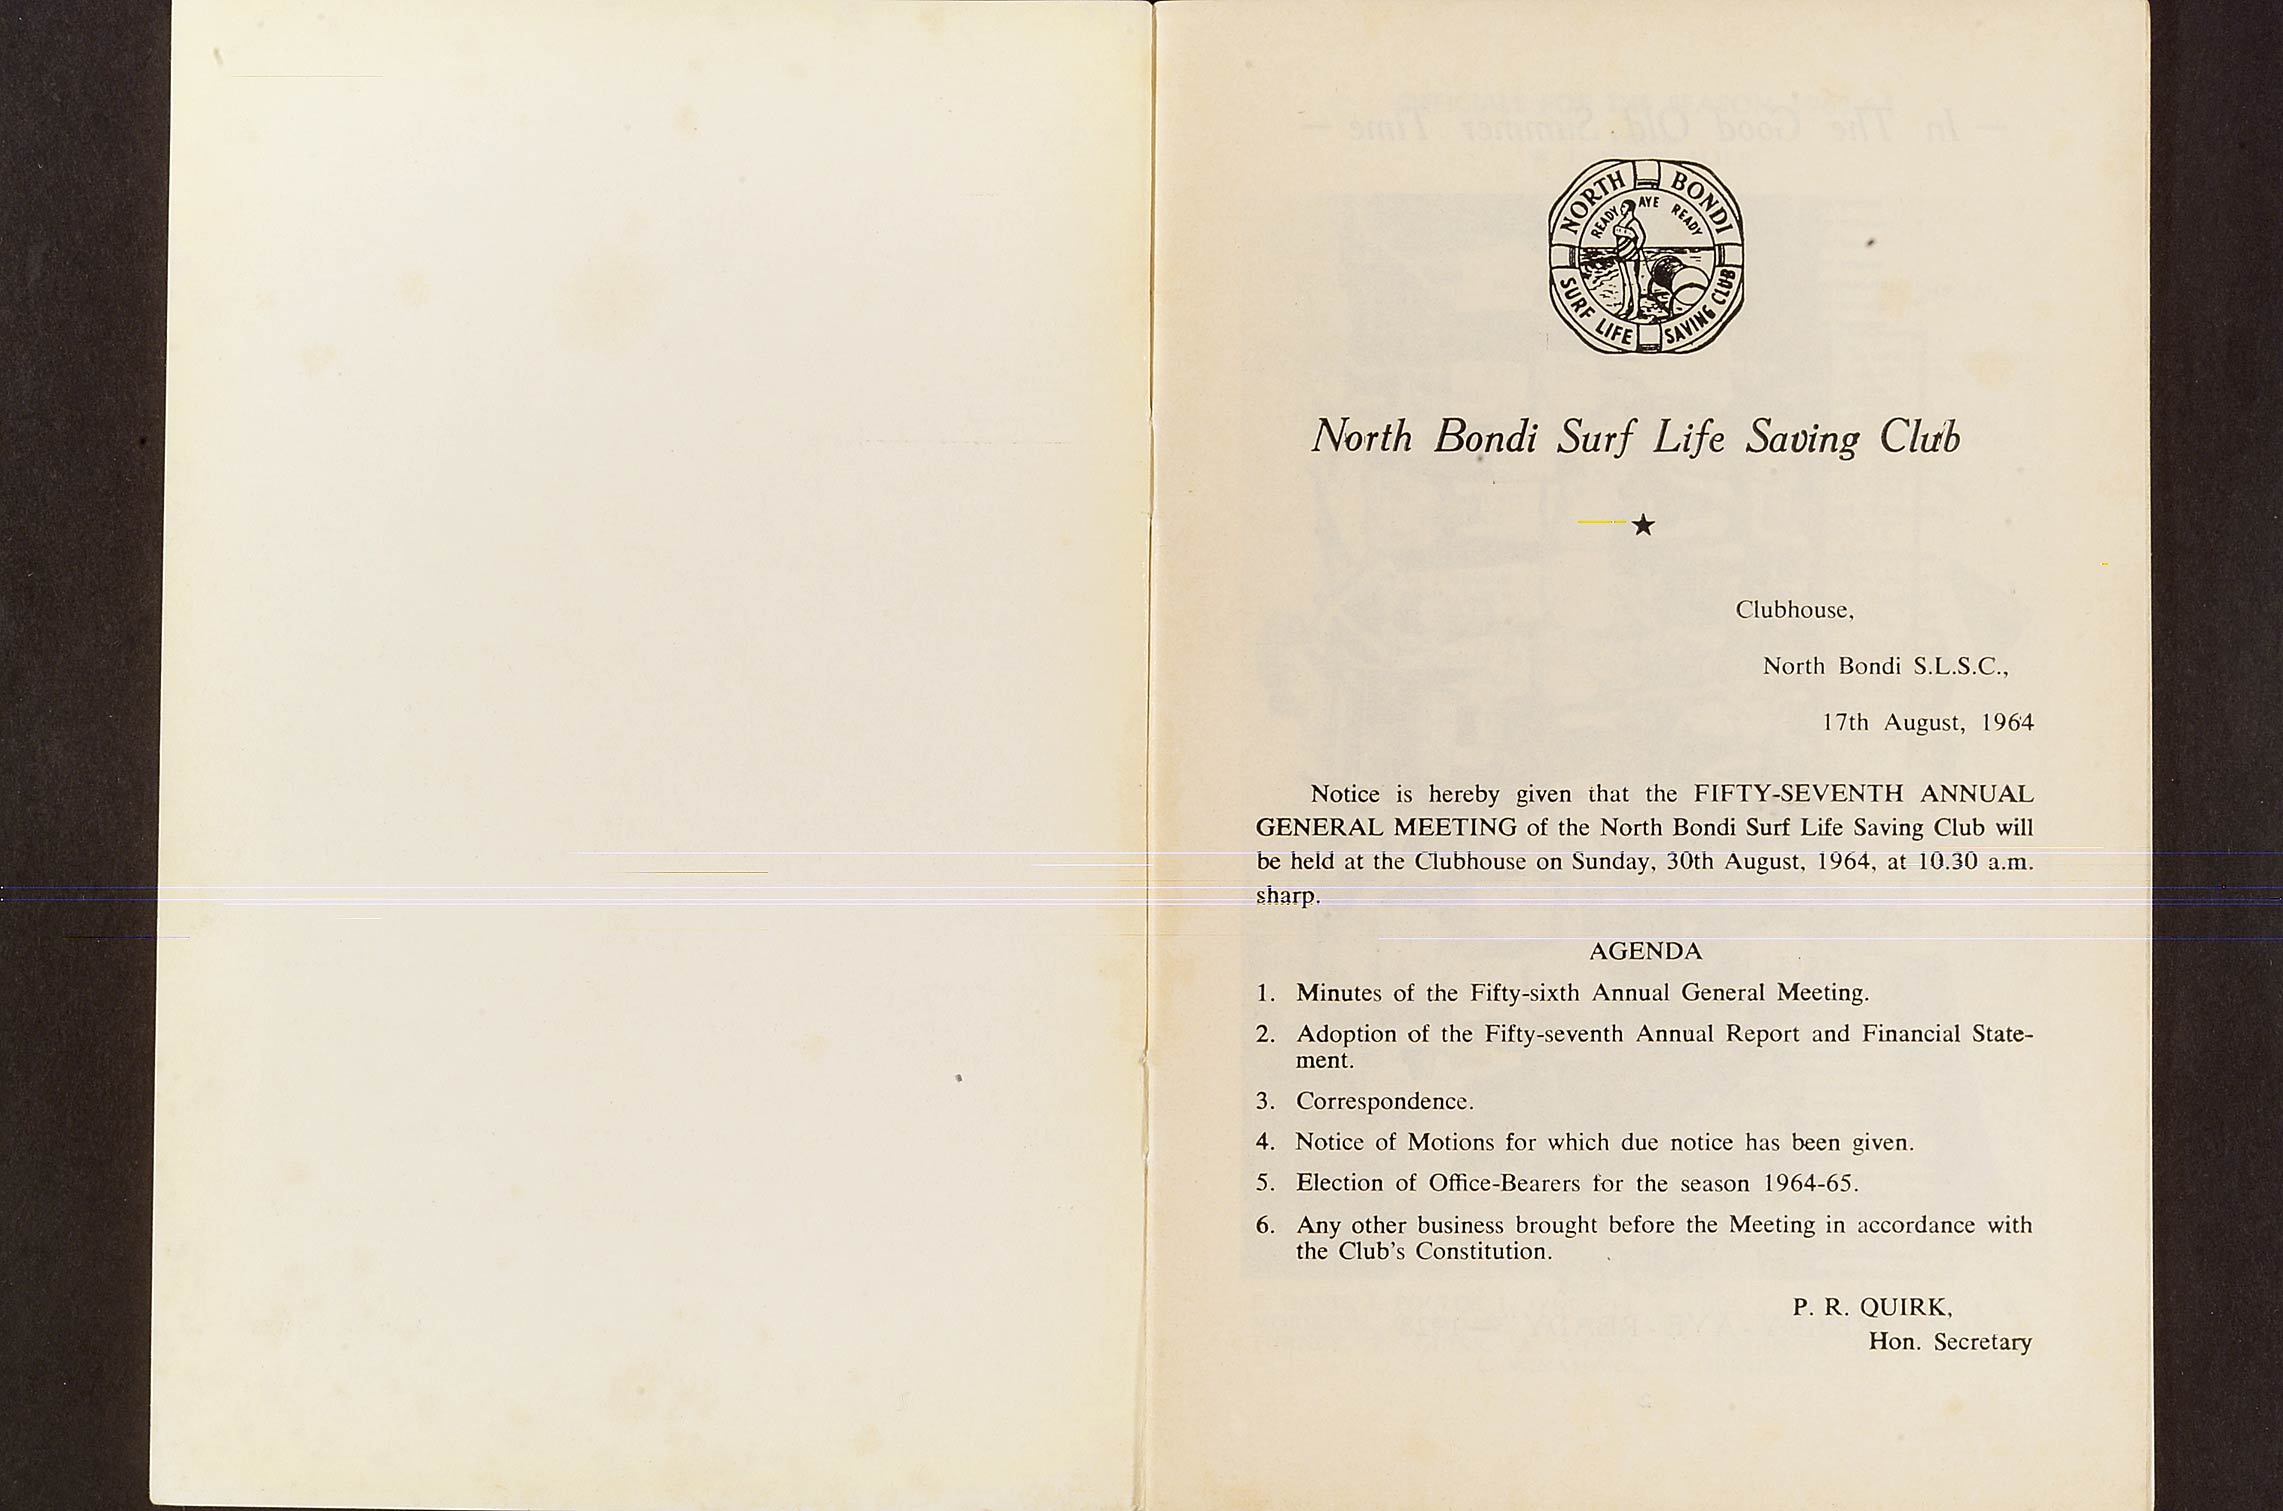 NORTH BONDI
READY AYE READY
SURF LIFE SAVING CLUB
North Bondi Surf Life Saving Club
Clubhouse,
North Bondi S.L.S.C.,
17th August, 1964
Notice is hereby given that the FIFTY-SEVENTH ANNUAL
GENERAL MEETING of the North Bondi Surf Life Saving Club will
be held at the Clubhouse on Sunday, 30th August, 1964, at 10.30 a.m.
sharp.
AGENDA
1. Minutes of the Fifty-sixth Annual General Meeting.
2. Adoption of the Fifty-seventh Annual Report and Financial State-
ment.
3. Correspondence.
4. Notice of Motions for which due notice has been given.
5. Election of Office-Bearers for the season 1964-65.
6. Any other business brought before the Meeting in accordance with
the Club's Constitution.
P. R. QUIRK,
Hon. Secretary